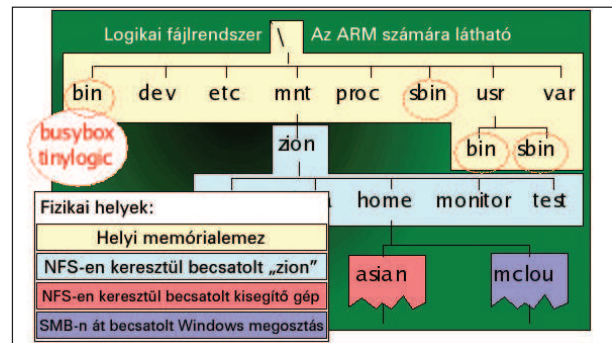 Logikai fájlrendszer \ Az ARM számára látható
bin dev etc mnt proc sbin usr var
busybox
tinylogic
zion
bin sbin
home monitor test
Fizikai helyek:
Helyi memórialemez
NFS-en keresztül becsatolt „zion”
NFS-en keresztül becsatolt kisegítő gép
SMB-n át becsatolt Windows megosztás
asian
mclou